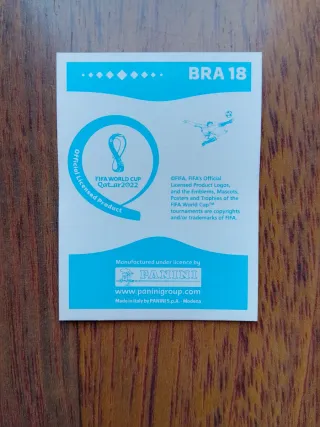 BRA 18
Official Licensed Product
FIFA WORLD CUP
Qatar2022
©FIFA, FIFA's Official
Licensed Product Logos,
and the Emblems, Mascots,
Posters and Trophies of the
FIFA World Cup™
tournaments are copyrights
and/or trademarks of FIFA.
Manufactured under licence by
PANINI
www.paninigroup.com
Made in Italy by PANINI S.p.A. - Modena